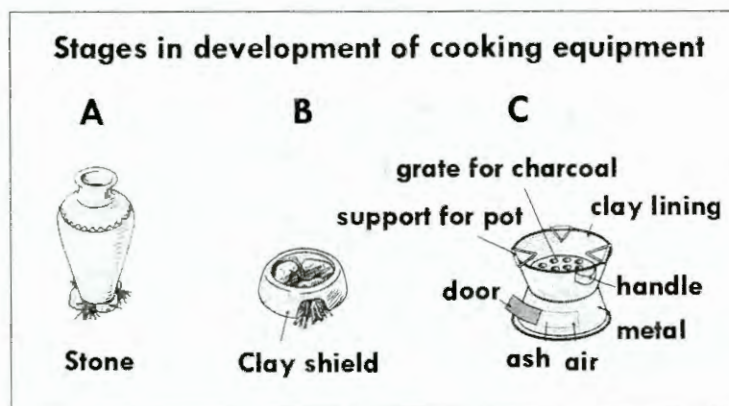 Stages in development of cooking equipment
A B C
grate for charcoal
support for pot clay lining
door handle
metal
Stone Clay shield ash air